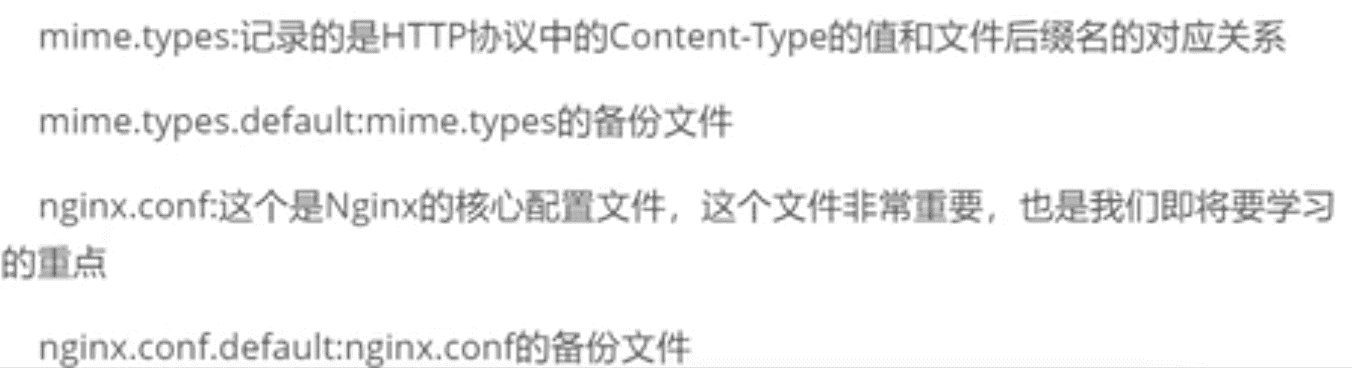 mime.types:记录的是HTTP协议中的Content-Type的值和文件后缀名的对应关系
mime.types.default:mime.types的备份文件
nginx.conf:这个是Nginx的核心配置文件，这个文件非常重要，也是我们即将要学习
的重点
nginx.conf.default:nginx.conf的备份文件